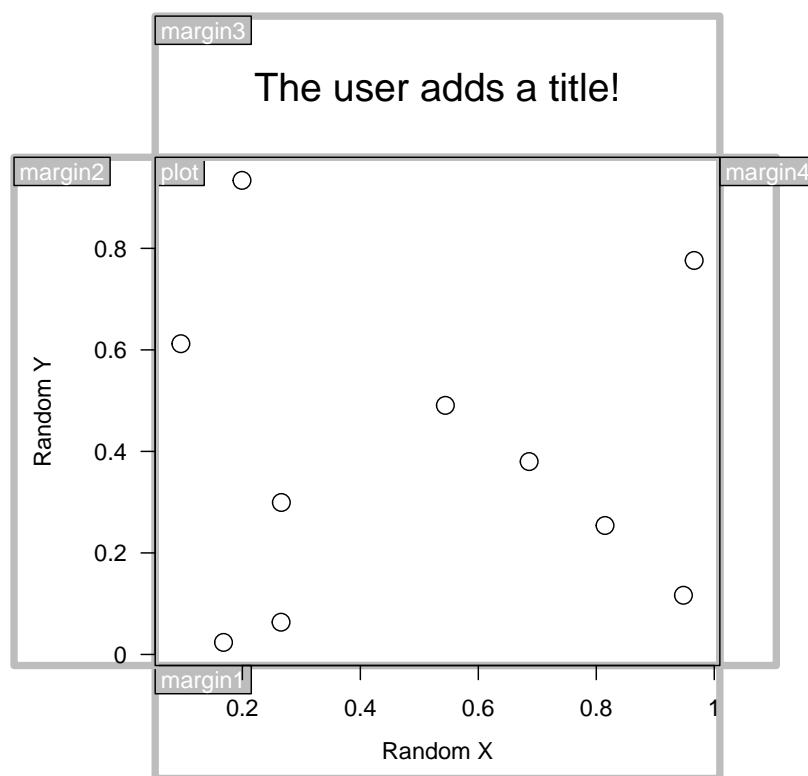 margin3
The user adds a title!
margin2
plot
margin4
0.8
0.6
0.4
0.2
0
Random Y
margin1
0.2
0.4
0.6
0.8
1
Random X